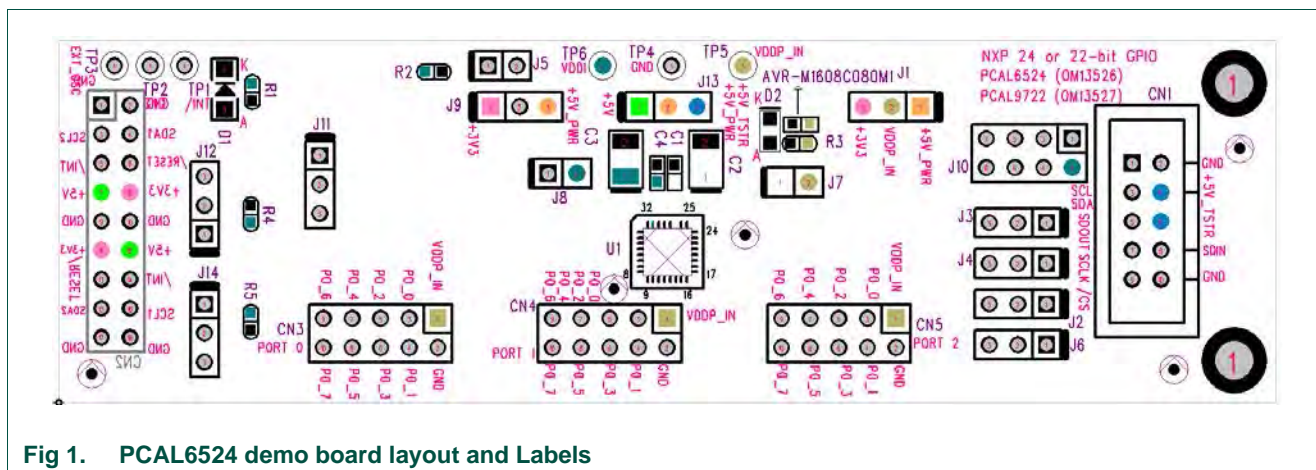 EXT_
GND
TP3
TP2
GND
TP1
/INT
K
A
D1
R1
R2
J5
TP6
VDDI
TP4
GND
TP5
VDDP_IN
NXP 24 or 22-bit GPIO
PCAL6524 (OM13526)
PCAL9722 (OM13527)
AVR-M1608C080M1
J1
CN1
1
J9
+3V3
+5V_PWR
+5V
J13
+5V_TSTR
+5V_PWR
K
D2
A
R3
+3V3
VDDP_IN
+5V_PWR
C3
C4
C1
C2
J11
J12
J8
J7
J10
SCL
SDA
GND
+5V_TSTR
SDIN
GND
SCL2
SDA1
/INT
/RESET
+5V
+3V3
GND
GND
+3V3
+5V
/RESET
/INT
SDA2
SCL1
GND
GND
CN2
R4
R5
J14
J2
25
24
U1
8
17
9
16
J3
SDOUT
J4
SCLK
/CS
J2
J6
P0_6
P0_4
P0_2
P0_0
VDDP_IN
CN3
PORT 0
P0_7
P0_5
P0_3
P0_1
GND
P0_6
P0_4
P0_2
P0_0
CN4
VDDP_IN
PORT 1
P0_7
P0_5
P0_3
P0_1
GND
P0_6
P0_4
P0_2
P0_0
VDDP_IN
CN5
PORT 2
P0_7
P0_5
P0_3
P0_1
GND
1
Fig 1. PCAL6524 demo board layout and Labels